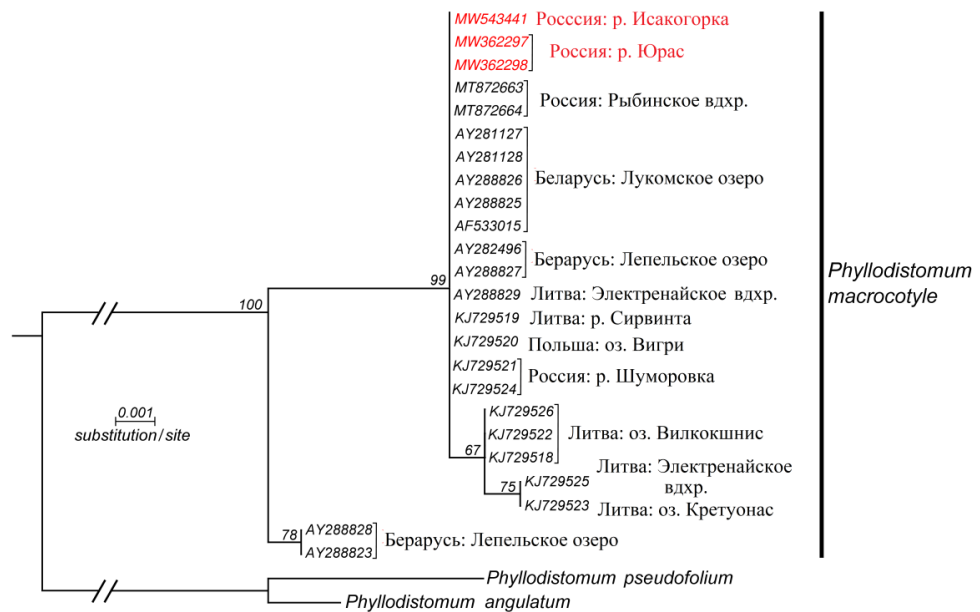 MW543441 Росссия: р. Исакогорка
MW362297
MW362298
Россия: р. Юрас
MT872663
MT872664
Россия: Рыбинское вдхр.
AY281127
AY281128
AY288826
AY288825
AF533015
Беларусь: Лукомское озеро
AY282496
AY288827
Берарусь: Лепельское озеро
AY288829 Литва: Электренайское вдхр.
KJ729519 Литва: р. Сирвинта
KJ729520 Польша: оз. Вигри
KJ729521
KJ729524
Россия: р. Шуморовка
KJ729526
KJ729522
KJ729518
Литва: оз. Вилкокшнис
KJ729525 Литва: Электренайское
вдхр.
KJ729523 Литва: оз. Кретуонас
AY288828
AY288823
Берарусь: Лепельское озеро
Phyllodistomum pseudofolium
Phyllodistomum angulatum
Phyllodistomum
macrocotyle
100
99
67
75
78
0.001
substitution/site